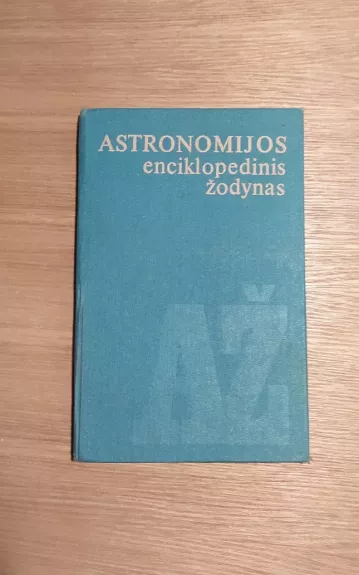 ASTRONOMIJOS
enciklopedinis
žodynas
AŽ